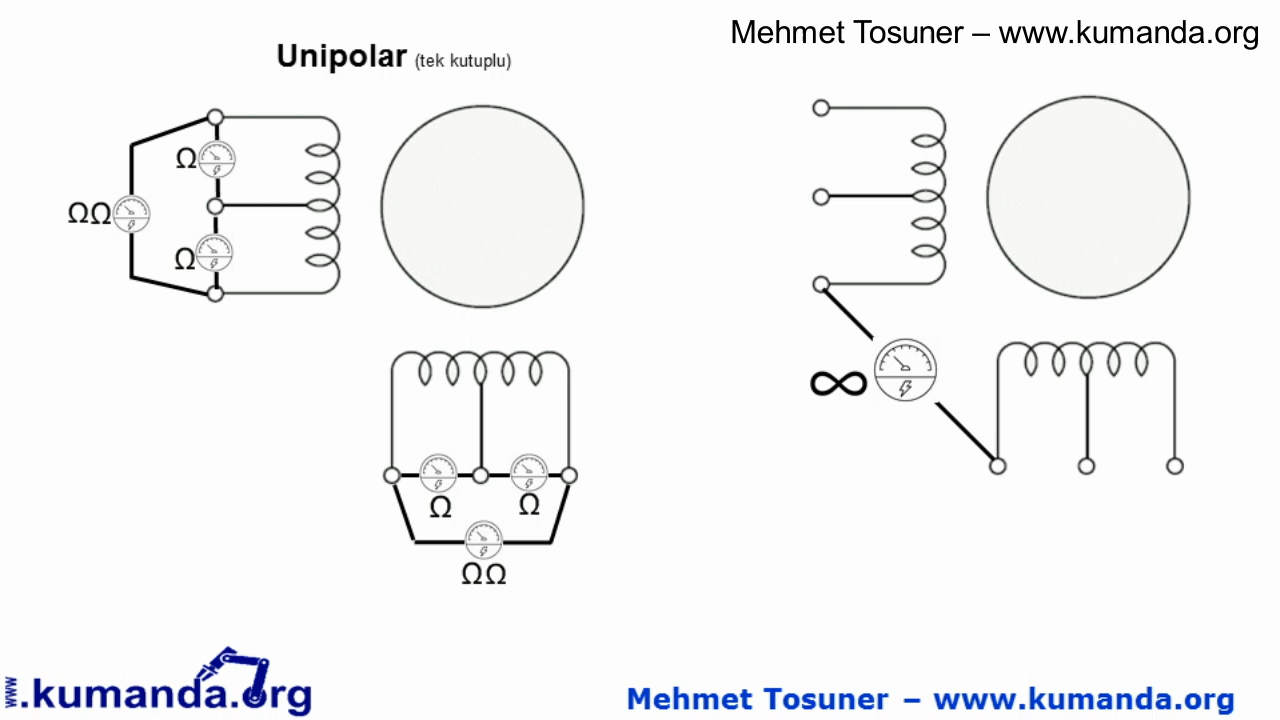 Mehmet Tosuner – www.kumanda.org
Unipolar (tek kutuplu)
Ω
ΩΩ
Ω
∞
Ω Ω
ΩΩ
www.kumanda.org
Mehmet Tosuner – www.kumanda.org